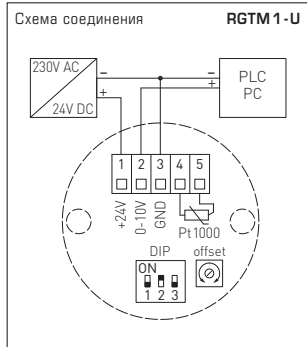 Схема соединения RGTM 1 - U
230V AC
24V DC
–
+
–
+
PLC
PC
1 2 3 4 5
+24V
0-10V
GND
Pt1000
DIP
offset
ON
1 2 3